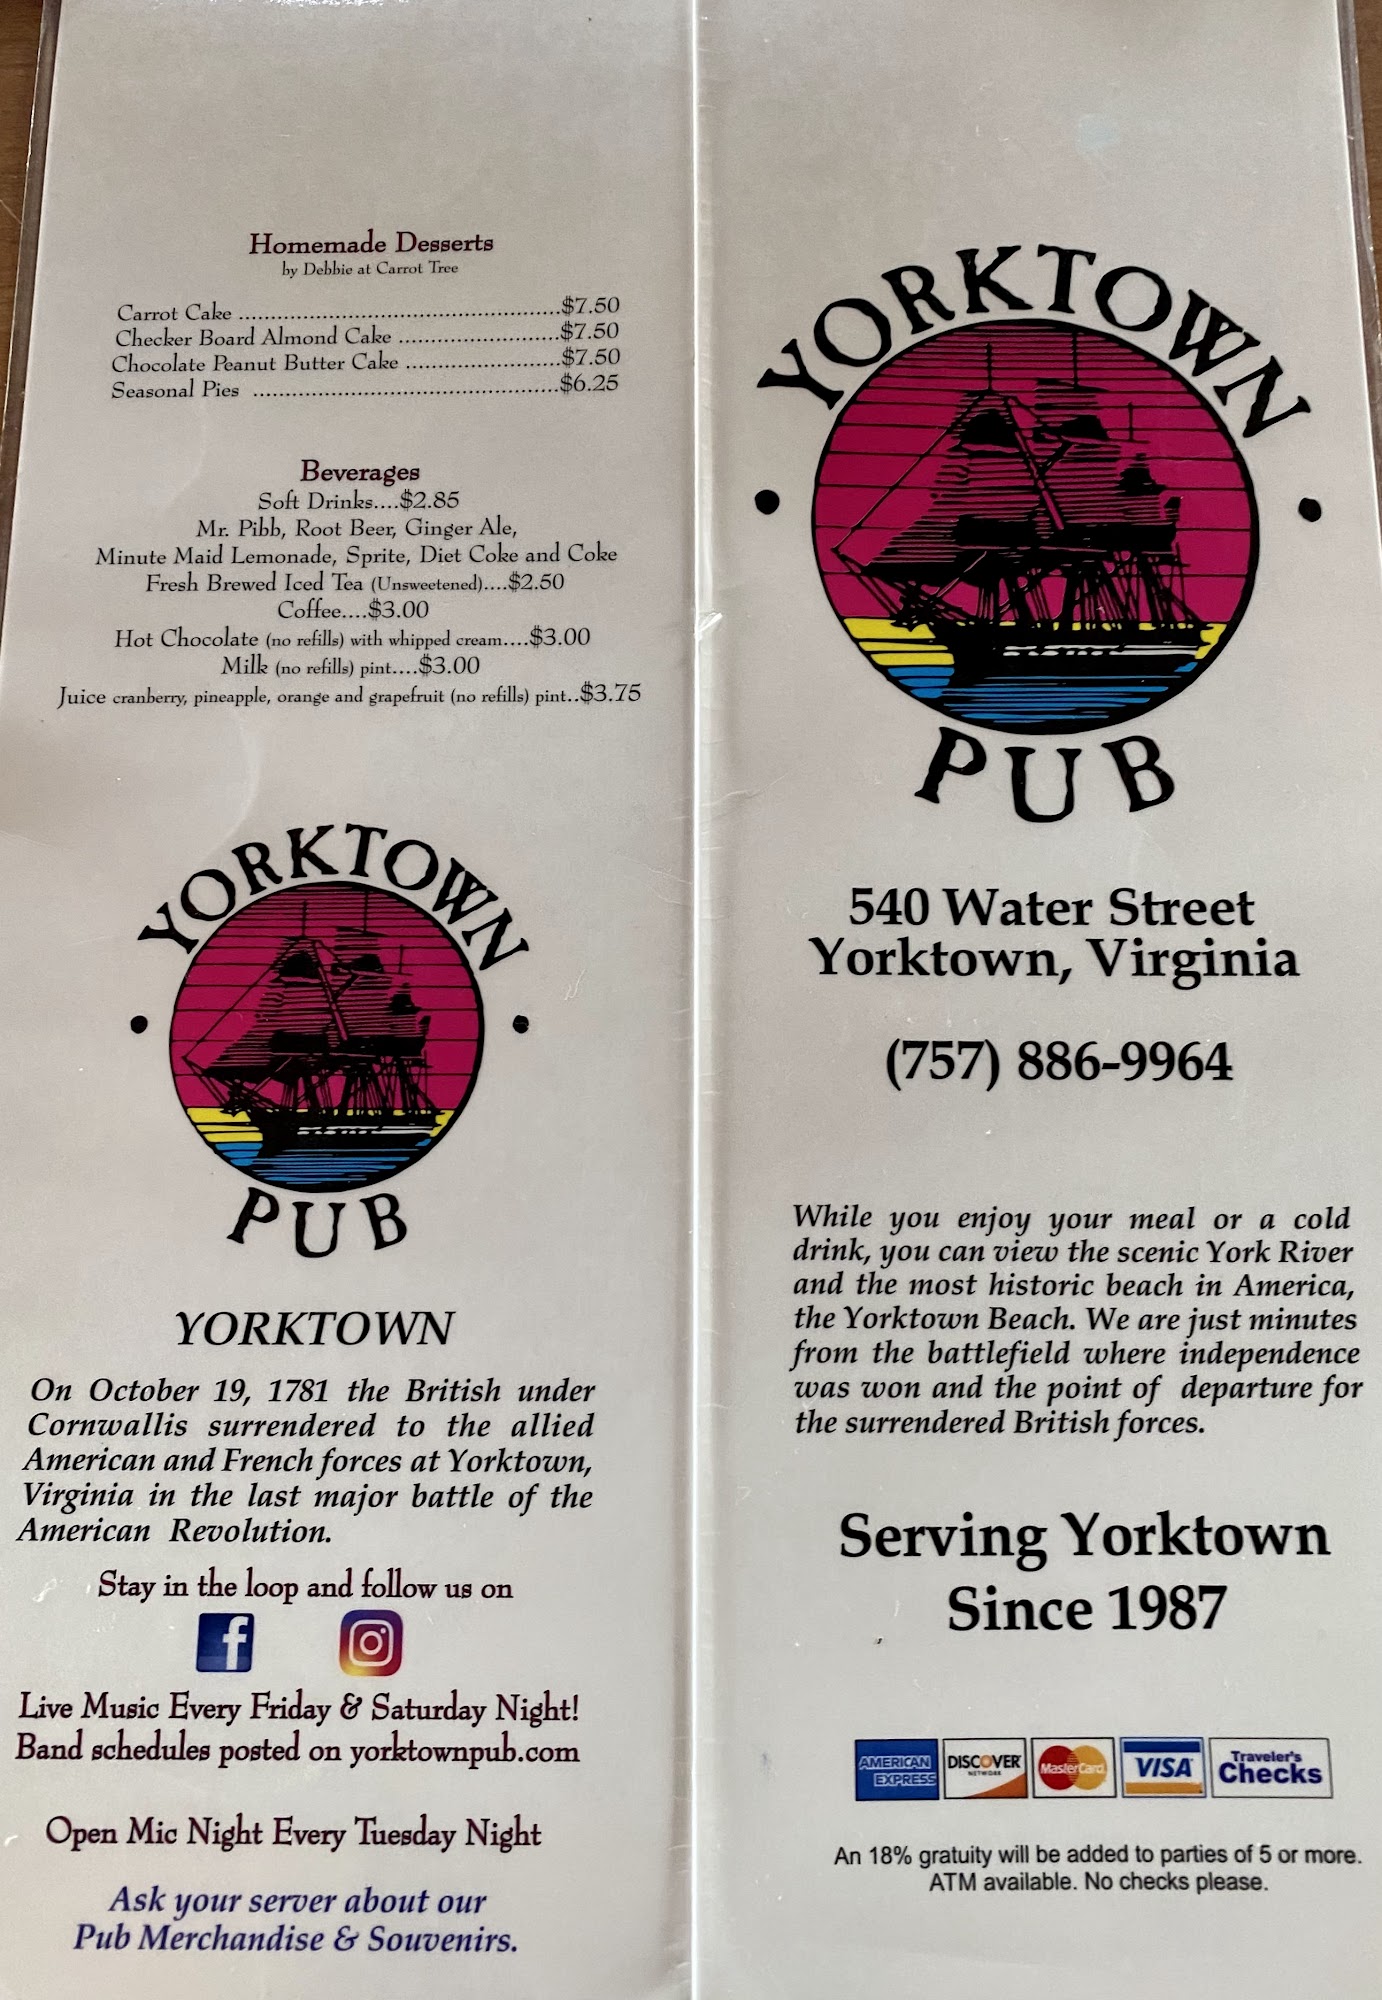 Homemade Desserts
by Debbie at Carrot Tree
Carrot Cake ................................................$7.50
Checker Board Almond Cake ........................$7.50
Chocolate Peanut Butter Cake .......................$7.50
Seasonal Pies ..............................................$6.25
Beverages
Soft Drinks....$2.85
Mr. Pibb, Root Beer, Ginger Ale,
Minute Maid Lemonade, Sprite, Diet Coke and Coke
Fresh Brewed Iced Tea (Unsweetened)....$2.50
Coffee....$3.00
Hot Chocolate (no refills) with whipped cream....$3.00
Milk (no refills) pint....$3.00
Juice cranberry, pineapple, orange and grapefruit (no refills) pint..$3.75
YORKTOWN
PUB
YORKTOWN
On October 19, 1781 the British under
Cornwallis surrendered to the allied
American and French forces at Yorktown,
Virginia in the last major battle of the
American Revolution.
Stay in the loop and follow us on
f
Live Music Every Friday & Saturday Night!
Band schedules posted on yorktownpub.com
Open Mic Night Every Tuesday Night
Ask your server about our
Pub Merchandise & Souvenirs.
YORKTOWN
PUB
540 Water Street
Yorktown, Virginia
(757) 886-9964
While you enjoy your meal or a cold
drink, you can view the scenic York River
and the most historic beach in America,
the Yorktown Beach. We are just minutes
from the battlefield where independence
was won and the point of departure for
the surrendered British forces.
Serving Yorktown
Since 1987
AMERICAN EXPRESS DISCOVER NETWORK MasterCard VISA Traveler's Checks
An 18% gratuity will be added to parties of 5 or more.
ATM available. No checks please.